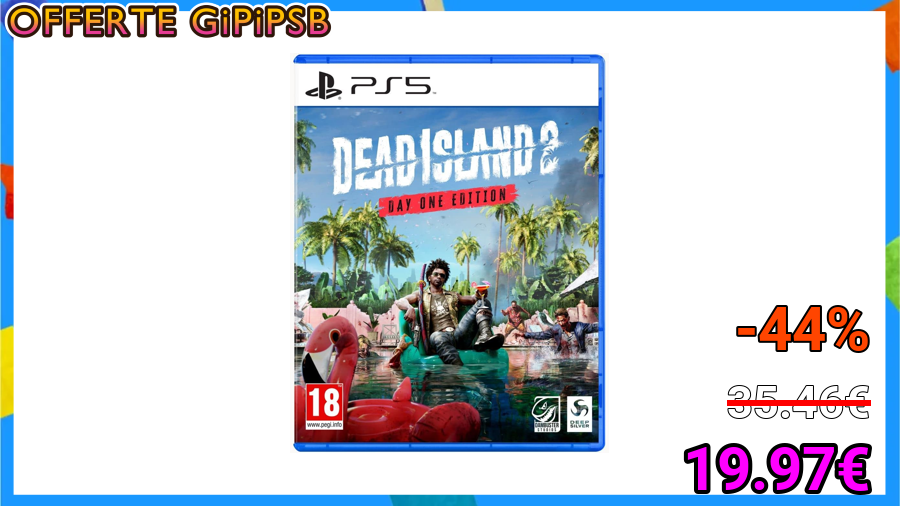 OFFERTE GiPiPSB
PS5
DEAD ISLAND 2
DAY ONE EDITION
18
www.pegi.info
DAMBUSTER
STUDIOS
DEEP
SILVER
-44%
35.46€
19.97€